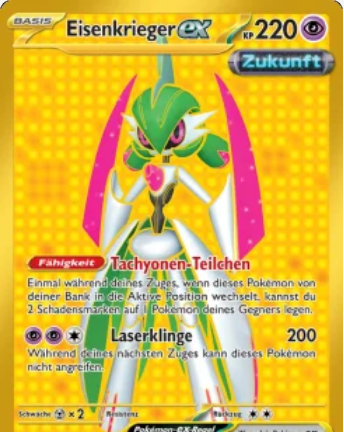 BASIS Eisenkrieger ex KP 220
Zukunft
Fähigkeit Tachyonen-Teilchen
Einmal während deines Zuges, wenn dieses Pokémon von
deiner Bank in die Aktive Position wechselt, kannst du
2 Schadensmarken auf 1 Pokémon deines Gegners legen.
Laserklinge 200
Während deines nächsten Zuges kann dieses Pokémon
nicht angreifen.
Schwäche ×2 Resistenz Rückzug
Pokémon-ex-Regel